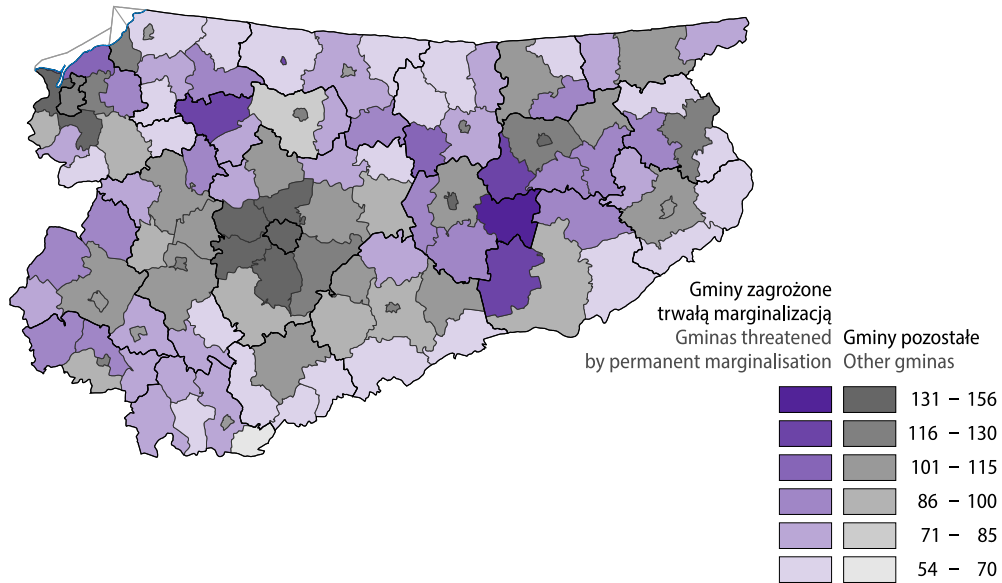 Gminy zagrożone
trwałą marginalizacją
Gminas threatened
by permanent marginalisation
Gminy pozostałe
Other gminas
131 – 156
116 – 130
101 – 115
86 – 100
71 – 85
54 – 70